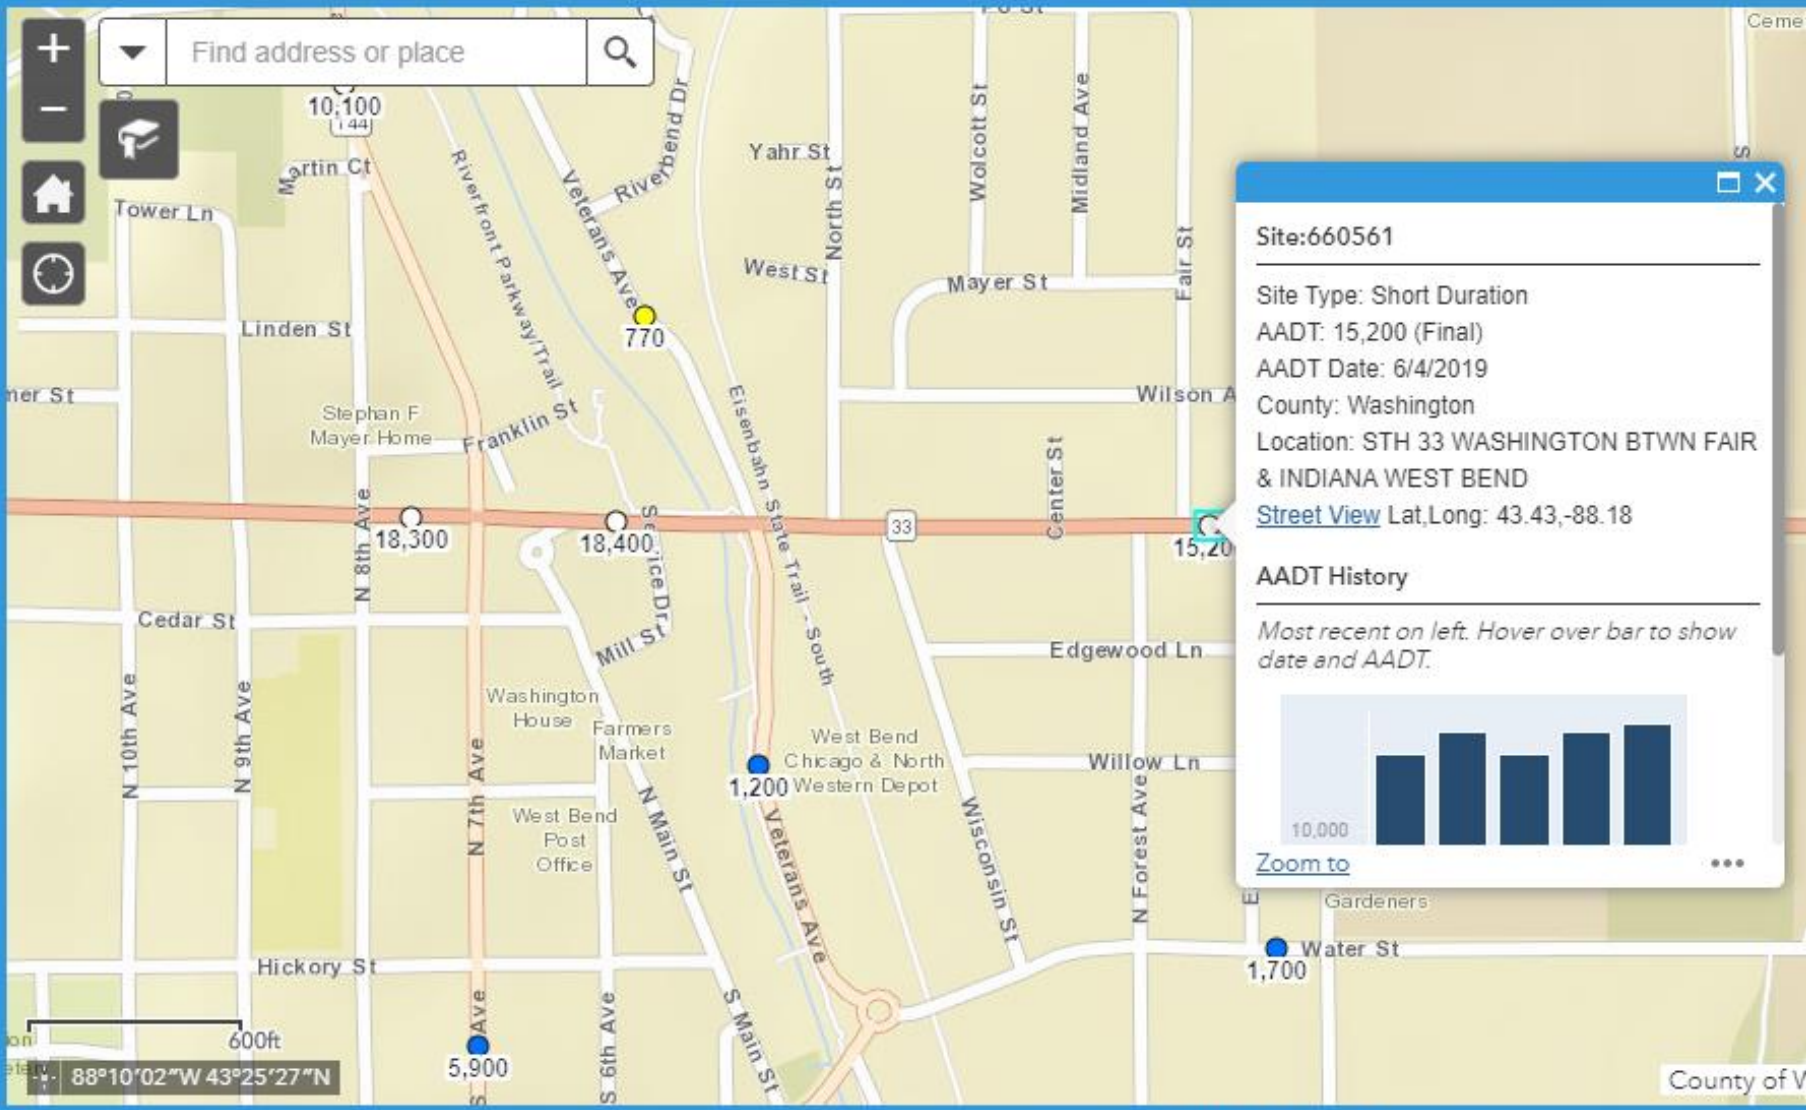 Find address or place
10,100
Martin Ct
Tower Ln
Linden St
Stephan F
Mayer Home
Franklin St
Riverfront Parkway/Trail
Veterans Ave
Riverbend Dr
770
Yahr St
West St
North St
Wolcott St
Midland Ave
Fair St
Mayer St
Eisenbahn State Trail - South
Center St
33
18,300
18,400
Service Dr
N 8th Ave
Cedar St
Mill St
Edgewood Ln
Washington
House
Farmers
Market
West Bend
Chicago & North
Western Depot
1,200
Willow Ln
N 10th Ave
N 9th Ave
N 7th Ave
West Bend
Post
Office
N Main St
Veterans Ave
Wisconsin St
N Forest Ave
Hickory St
S Main St
S 6th Ave
5,900
Gardeners
Water St
1,700
600ft
88°10'02"W 43°25'27"N
Site:660561
Site Type: Short Duration
AADT: 15,200 (Final)
AADT Date: 6/4/2019
County: Washington
Location: STH 33 WASHINGTON BTWN FAIR
& INDIANA WEST BEND
Street View Lat,Long: 43.43,-88.18
AADT History
Most recent on left. Hover over bar to show
date and AADT.
10,000
Zoom to
County of